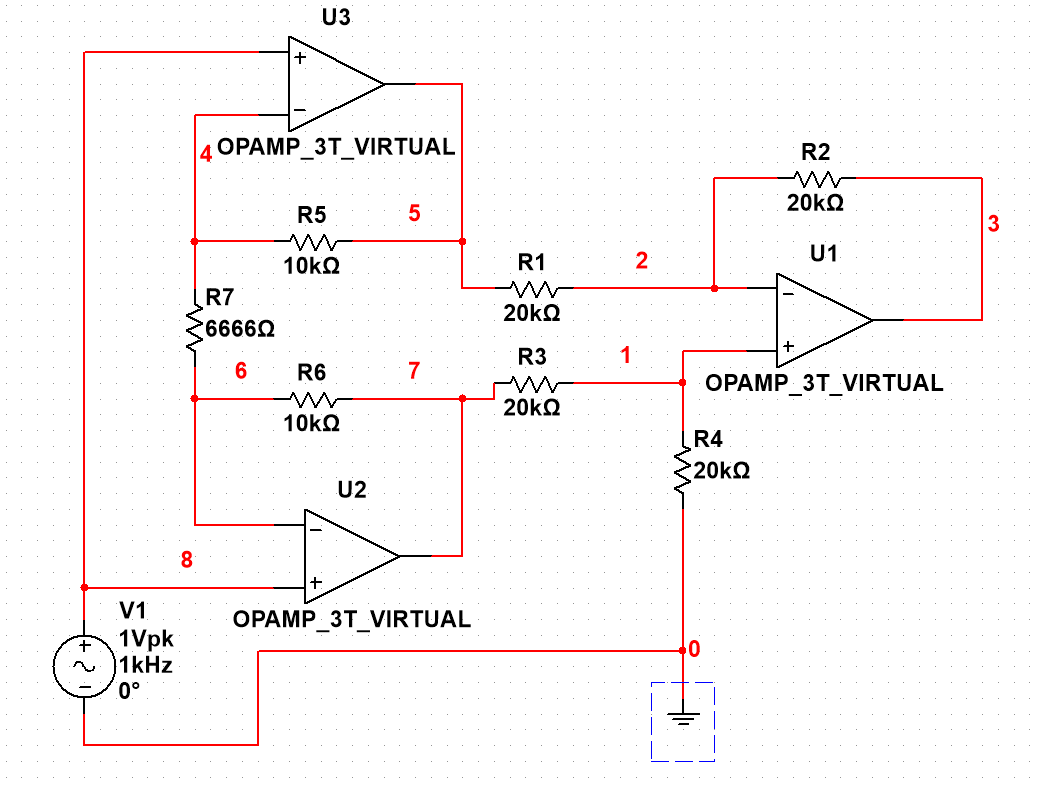 U3
+
−
OPAMP_3T_VIRTUAL
4
R5
10kΩ
5
R7
6666Ω
R1
20kΩ
2
R2
20kΩ
3
U1
−
+
OPAMP_3T_VIRTUAL
6
R6
10kΩ
7
R3
20kΩ
1
R4
20kΩ
U2
−
+
OPAMP_3T_VIRTUAL
8
V1
1Vpk
1kHz
0°
+
−
0